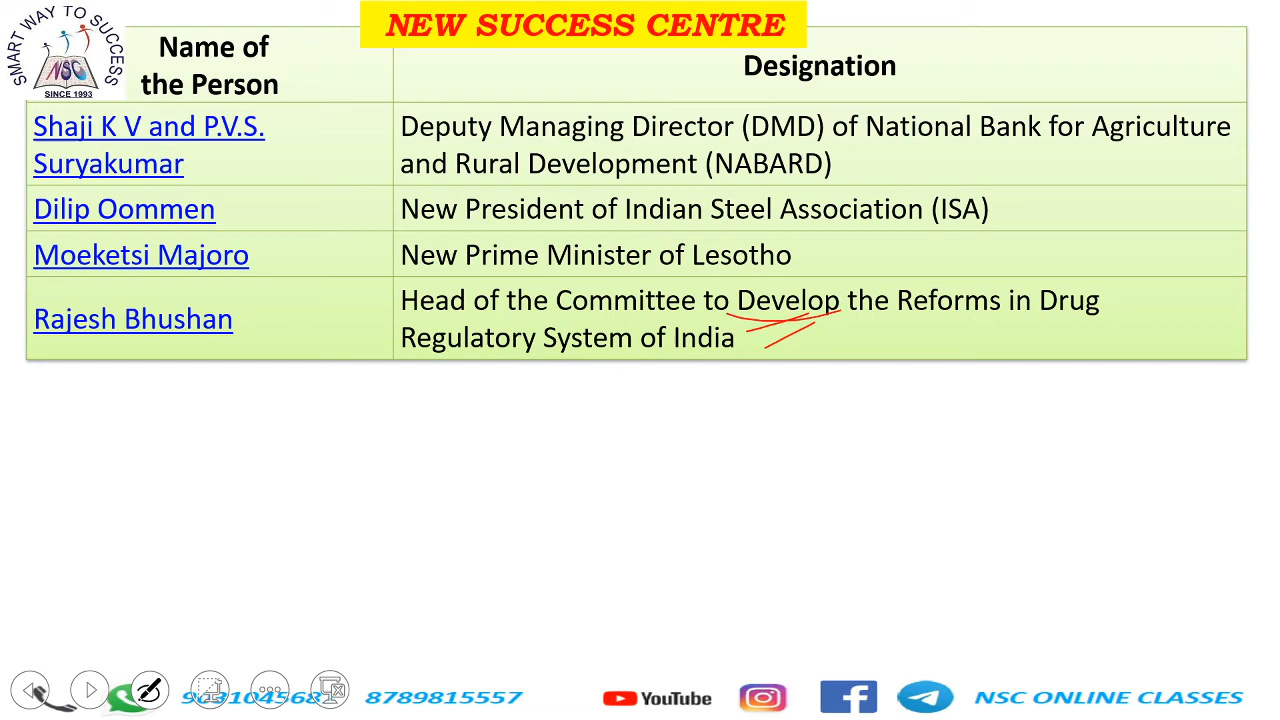 NEW SUCCESS CENTRE
SMART WAY TO SUCCESS
NSC
SINCE 1993
Name of
the Person
Designation
Shaji K V and P.V.S.
Suryakumar
Deputy Managing Director (DMD) of National Bank for Agriculture
and Rural Development (NABARD)
Dilip Oommen
New President of Indian Steel Association (ISA)
Moeketsi Majoro
New Prime Minister of Lesotho
Rajesh Bhushan
Head of the Committee to Develop the Reforms in Drug
Regulatory System of India
8789815557
YouTube
NSC ONLINE CLASSES